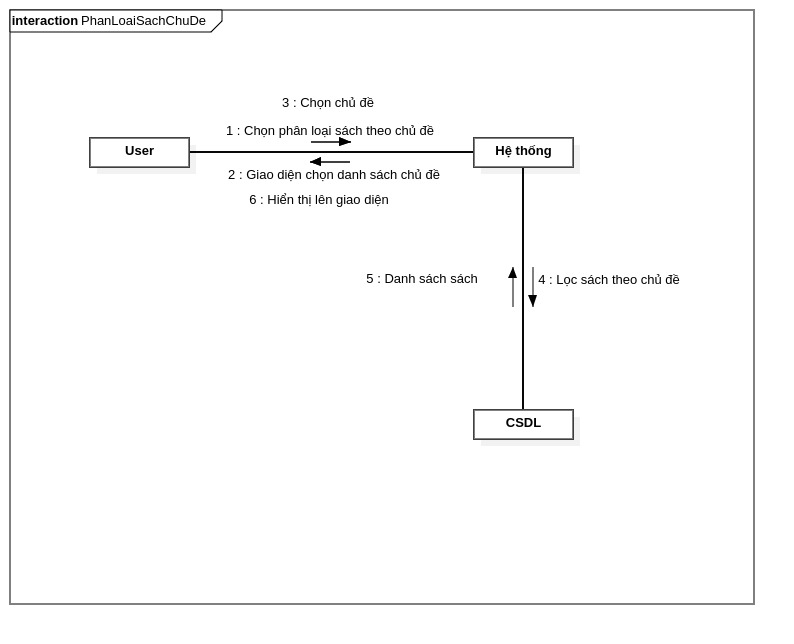 interaction PhanLoaiSachChuDe
3 : Chọn chủ đề
1 : Chọn phân loại sách theo chủ đề
User
Hệ thống
2 : Giao diện chọn danh sách chủ đề
6 : Hiển thị lên giao diện
5 : Danh sách sách
4 : Lọc sách theo chủ đề
CSDL